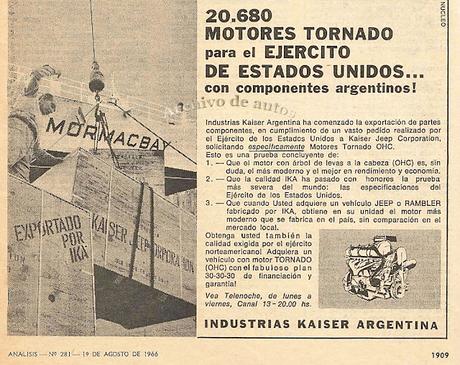 NUCLEO
20.680
MOTORES TORNADO
para el EJERCITO
DE ESTADOS UNIDOS...
con componentes argentinos!
Archivo de autos
MORMACBAY
EXPORTADO
POR
IKA
KAISER JEEP CORPORATION
Industrias Kaiser Argentina ha comenzado la exportación de partes
componentes, en cumplimiento de un vasto pedido realizado por
el Ejército de los Estados Unidos a Kaiser Jeep Corporation,
solicitando específicamente Motores Tornado OHC.
Esto es una prueba concluyente de:
1. — Que el motor con árbol de levas a la cabeza (OHC) es, sin
duda, el más moderno y el mejor en rendimiento y economía.
2. — Que la calidad IKA ha pasado con honores la prueba
más severa del mundo: las especificaciones del
Ejército de los Estados Unidos.
3. — Que cuando Usted adquiere un vehículo JEEP o RAMBLER
fabricado por IKA, obtiene en su unidad el motor más
moderno que se fabrica en el país, sin comparación en el
mercado local.
Obtenga usted también la
calidad exigida por el ejército
norteamericano! Adquiera un
vehículo con motor TORNADO
(OHC) con el fabuloso plan
30-30-30 de financiación y
garantía!
Vea Telenoche, de lunes a
viernes, Canal 13-20.00 hs.
INDUSTRIAS KAISER ARGENTINA
ANALISIS — Nº 281 — 19 DE AGOSTO DE 1966
1909